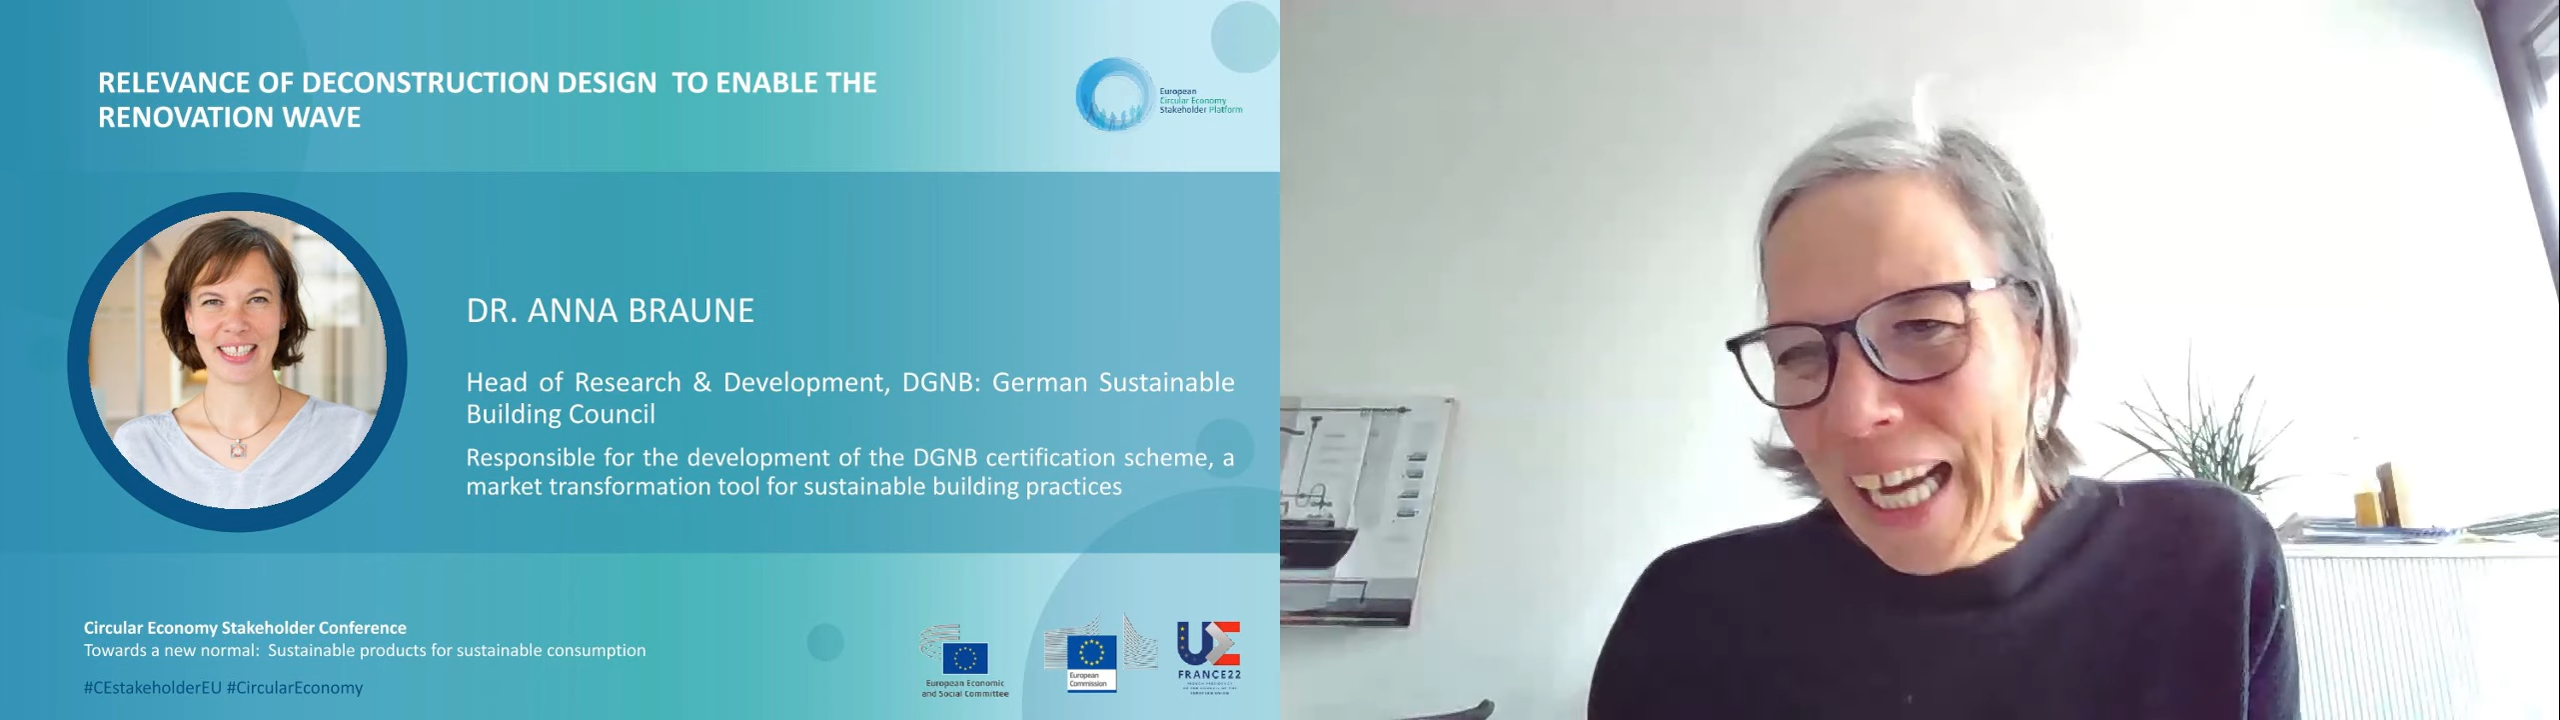 RELEVANCE OF DECONSTRUCTION DESIGN TO ENABLE THE
RENOVATION WAVE
European
Circular Economy
Stakeholder Platform
DR. ANNA BRAUNE
Head of Research & Development, DGNB: German Sustainable
Building Council
Responsible for the development of the DGNB certification scheme, a
market transformation tool for sustainable building practices
Circular Economy Stakeholder Conference
Towards a new normal: Sustainable products for sustainable consumption
#CEstakeholderEU #CircularEconomy
European Economic
and Social Committee
European
Commission
UE
FRANCE22